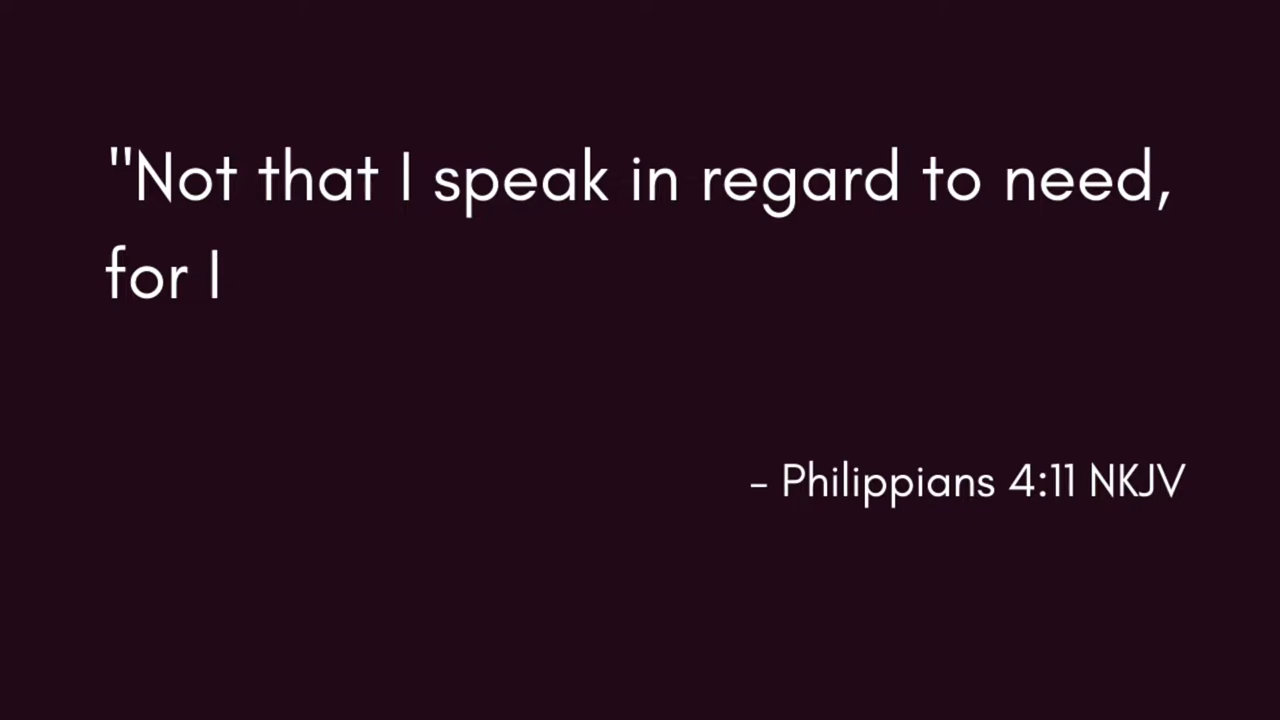 "Not that I speak in regard to need,
for I
– Philippians 4:11 NKJV